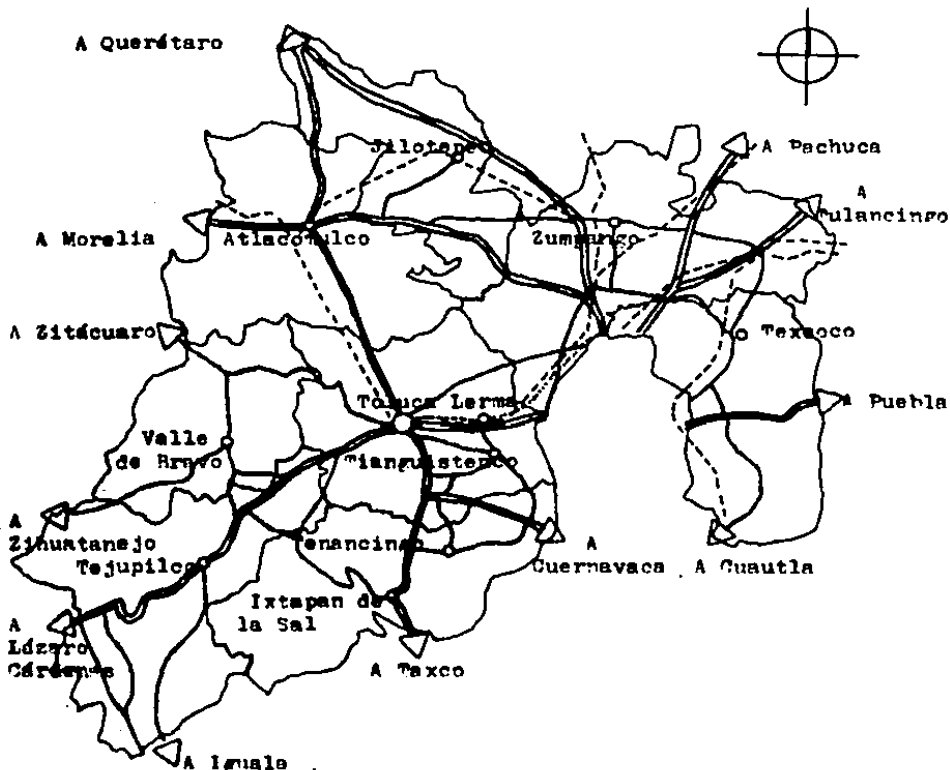 A Querétaro
Jilotepec
A Pachuca
A
Tulancingo
A Morelia
Atlacomulco
Zumpango
A Zitácuaro
Texcoco
Toluca Lerma
A Puebla
Valle
de Bravo
Tianguistenco
A
Zihuatanejo
Tejupilco
Tenancingo
A
Cuernavaca
A Cuautla
Ixtapan de
la Sal
A
Lázaro
Cárdenas
A Taxco
A Iguala